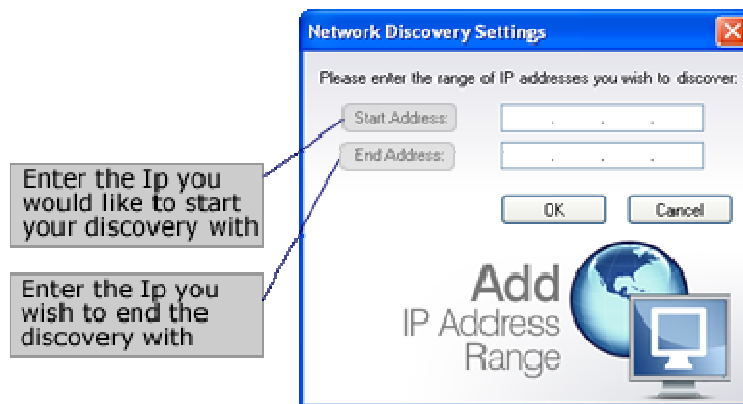 Network Discovery Settings
Please enter the range of IP addresses you wish to discover:
Start Address:
End Address:
Enter the Ip you
would like to start
your discovery with
OK
Cancel
Enter the Ip you
wish to end the
discovery with
Add
IP Address
Range